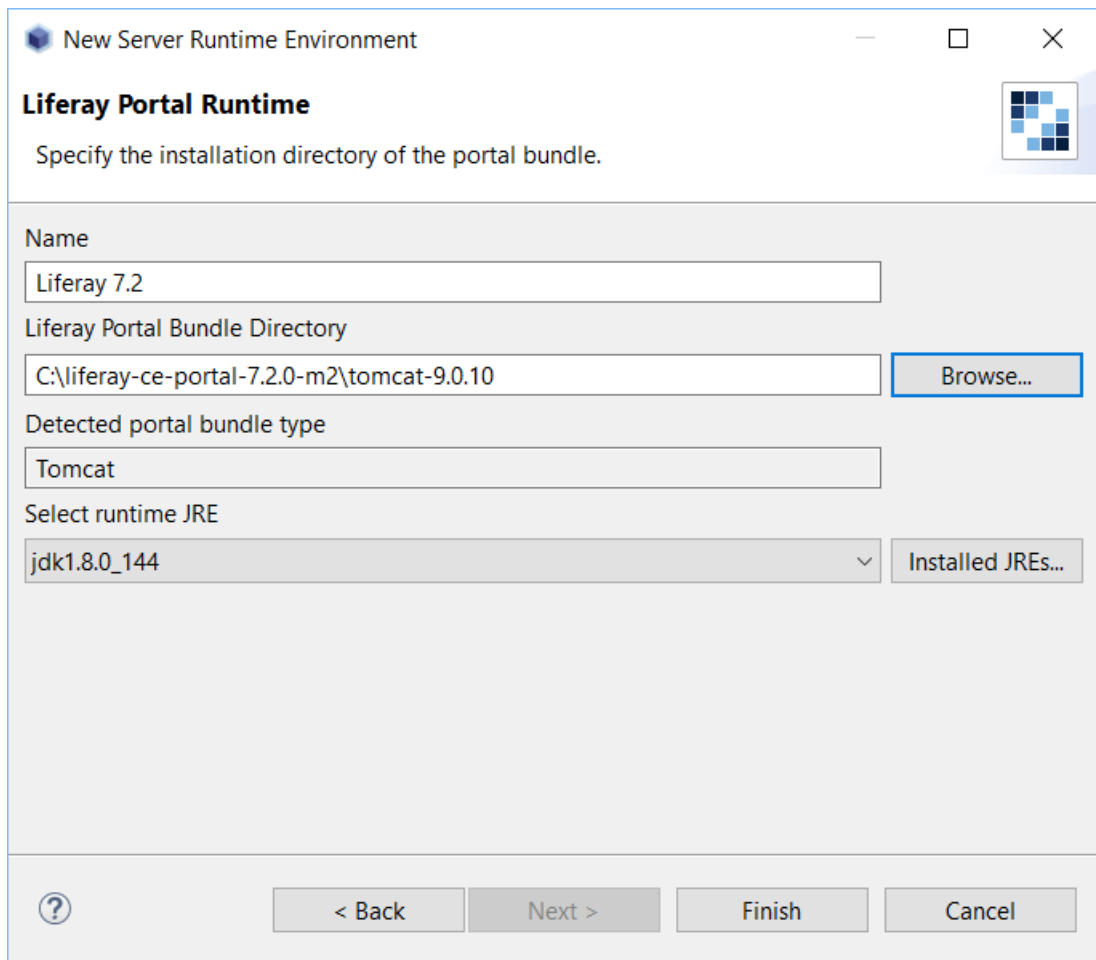 New Server Runtime Environment
Liferay Portal Runtime
Specify the installation directory of the portal bundle.
Name
Liferay 7.2
Liferay Portal Bundle Directory
C:\liferay-ce-portal-7.2.0-m2\tomcat-9.0.10
Browse...
Detected portal bundle type
Tomcat
Select runtime JRE
jdk1.8.0_144
Installed JREs...
?
< Back
Next >
Finish
Cancel